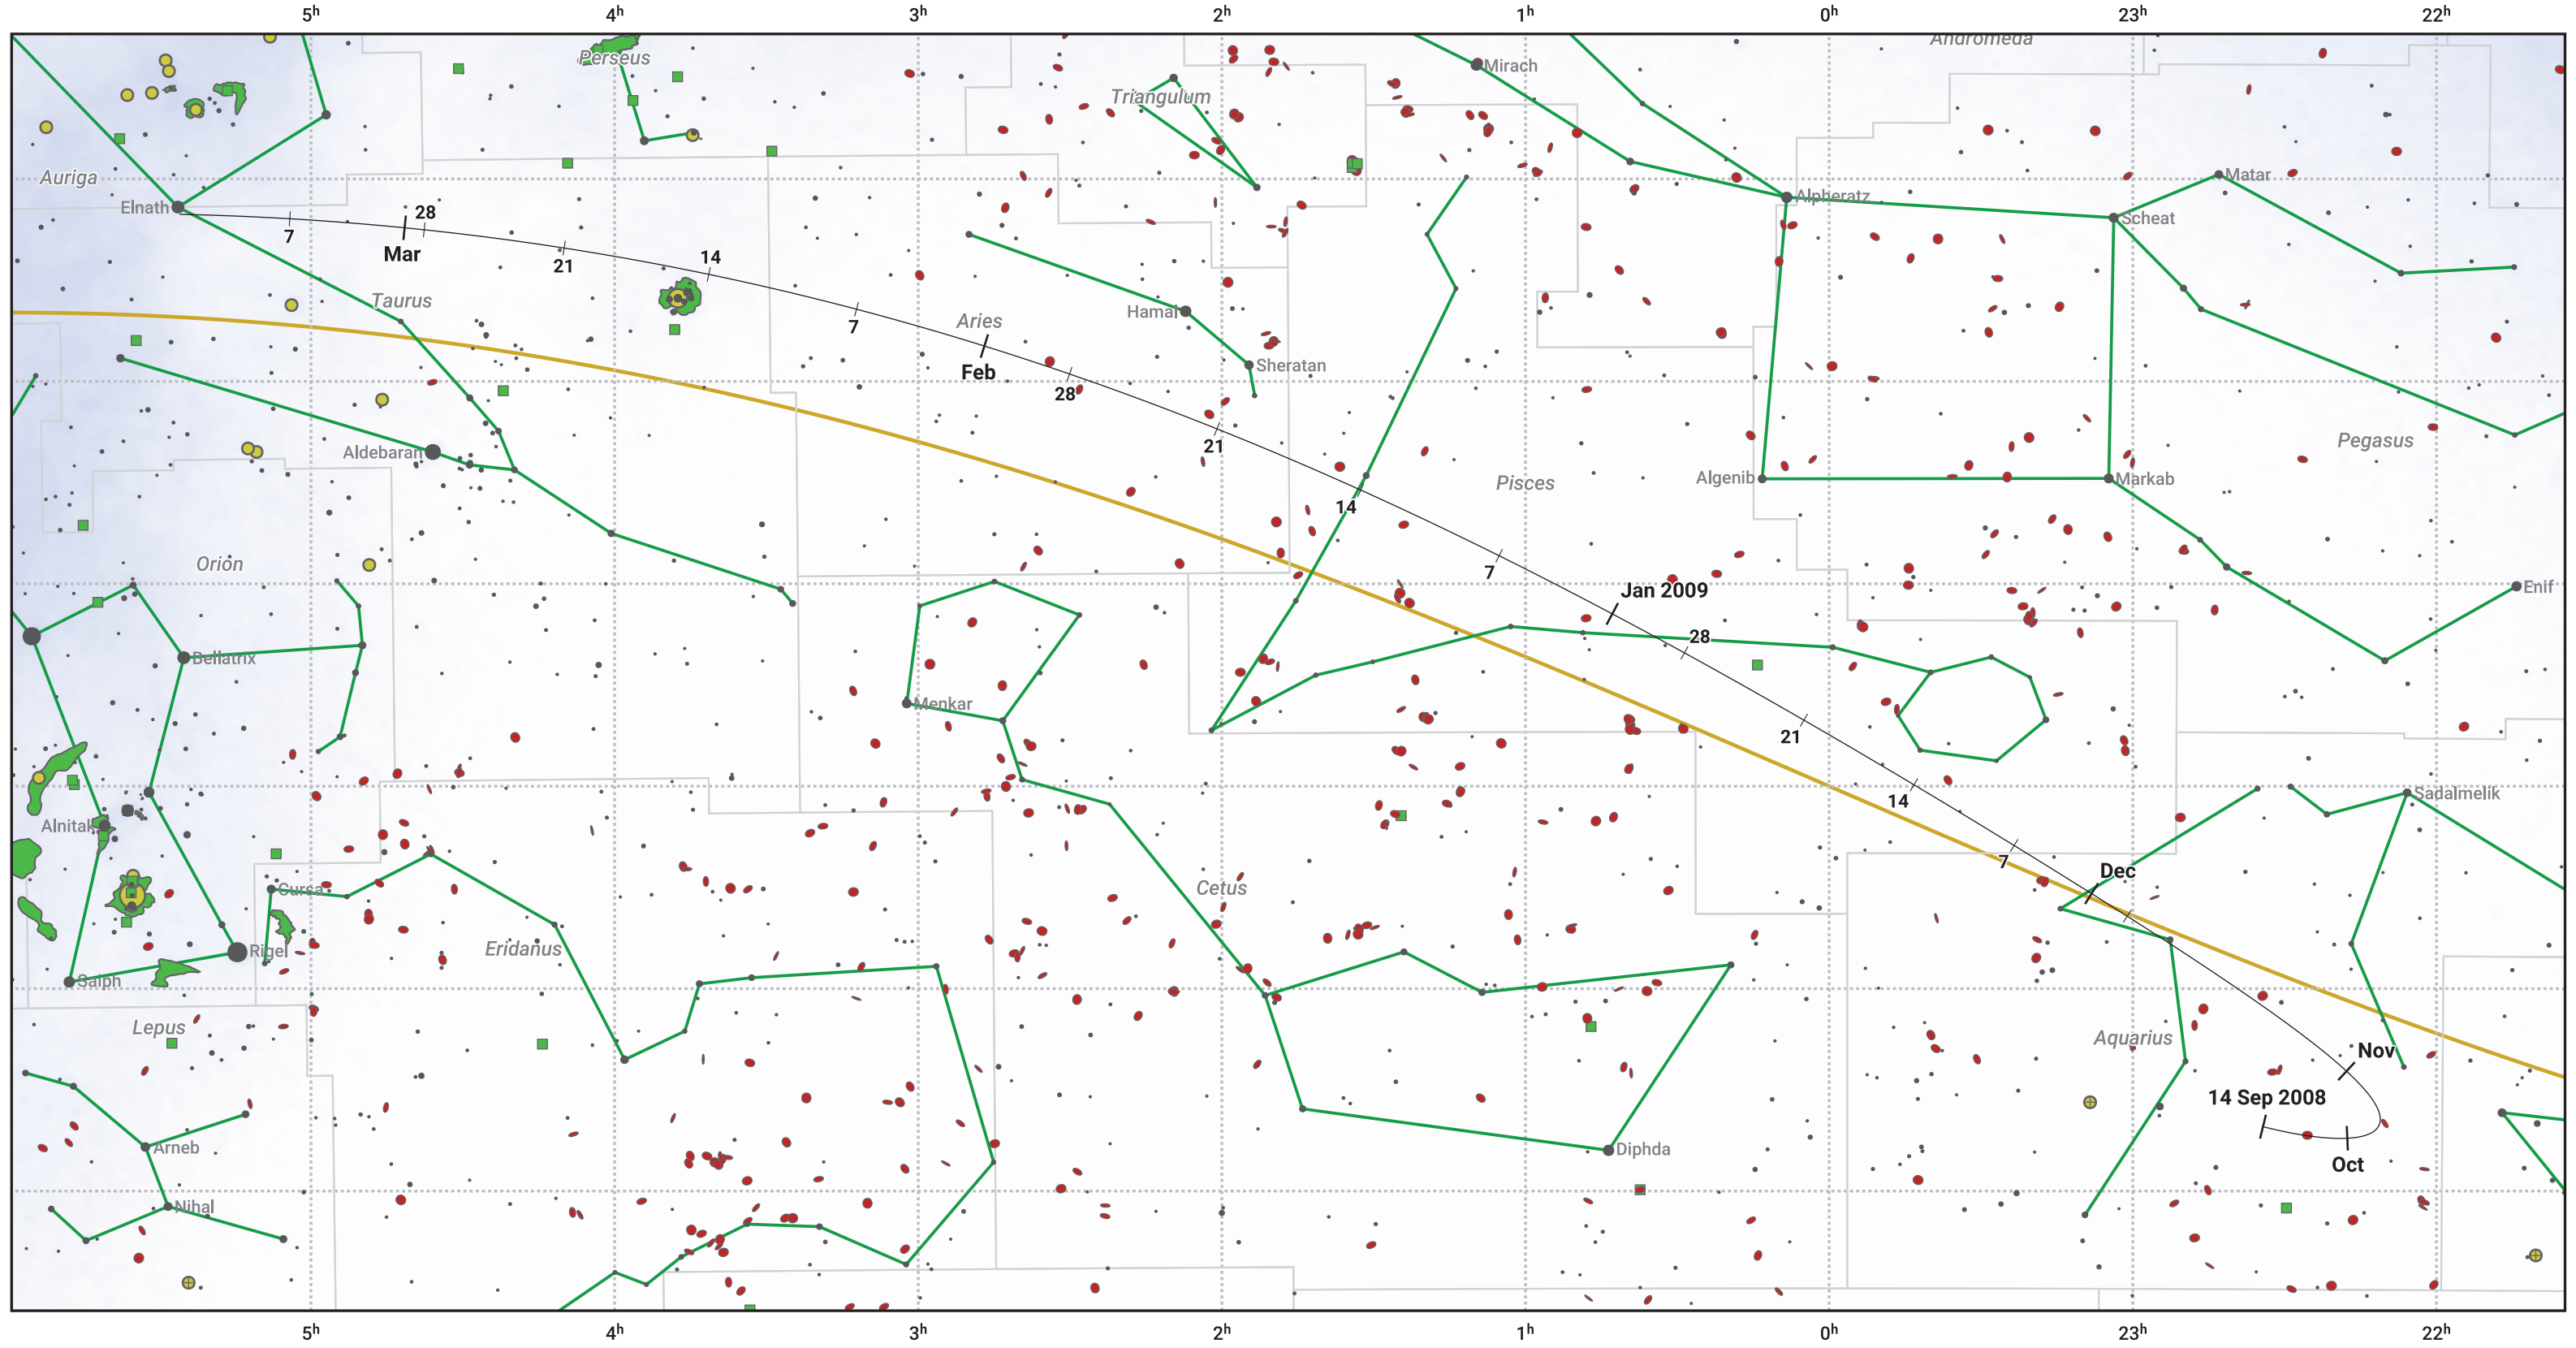 5h 4h 3h 2h 1h 0h 23h 22h
Perseus
Andromeda
Mirach
Triangulum
Auriga
Matar
Alpheratz
Elnath
Scheat
28
7
Mar
21
14
Taurus
Hamal
Aries
7
Feb
Sheratan
28
21
Pegasus
Aldebaran
Algenib
Markab
Pisces
14
Orion
7
Jan 2009
Enif
28
Bellatrix
Menkar
21
Sadalmelik
14
Alnitak
7
Dec
Cursa
Cetus
Eridanus
Rigel
Saiph
Lepus
Aquarius
Nov
14 Sep 2008
Arneb
Diphda
Oct
Nihal
5h 4h 3h 2h 1h 0h 23h 22h